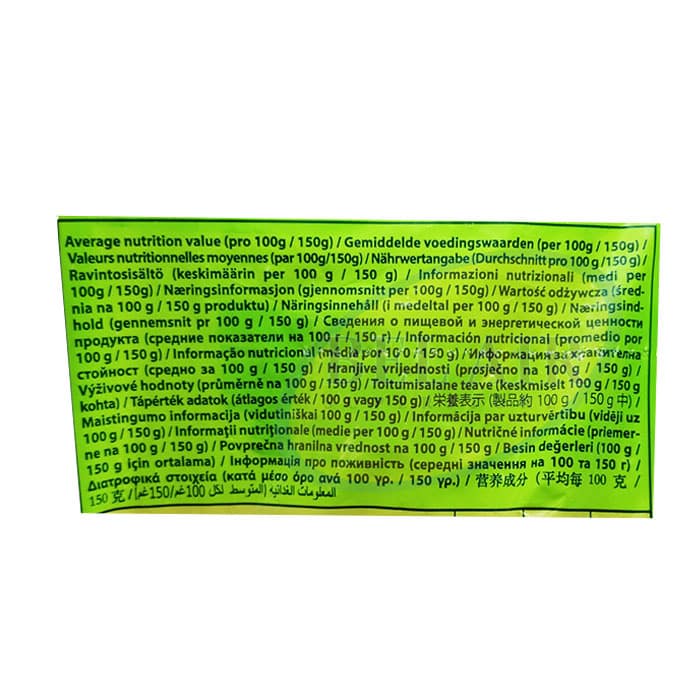 Average nutrition value (pro 100g / 150g) / Gemiddelde voedingswaarden (per 100g / 150g) /
Valeurs nutritionnelles moyennes (par 100g/150g) / Nährwertangabe (Durchschnitt pro 100 g / 150 g) /
Ravintosisältö (keskimäärin per 100 g / 150 g) / Informazioni nutrizionali (medi per
100g/ 150g) / Næringsinformasjon (gjennomsnitt per 100g / 150g) / Wartość odżywcza (śred-
nia na 100 g / 150 g produktu) / Näringsinnehåll (i medeltal per 100 g / 150 g) / Næringsind-
hold (gennemsnit pr 100 g / 150 g) / Сведения о пищевой и энергетической ценности
продукта (средние показатели на 100 г / 150 г) / Información nutricional (promedio por
100 g / 150 g) / Informação nutricional (média por 100 g / 150 g) / Информация за хранителна
стойност (средно за 100 g / 150 g) / Hranjive vrijednosti (prosječno na 100 g / 150 g) /
Výživové hodnoty (průměrně na 100 g / 150 g) / Toitumisalane teave (keskmiselt 100 g / 150 g
kohta) / Tápérték adatok (átlagos érték / 100 g vagy 150 g) / 栄養表示 (製品約 100 g / 150 g 中) /
Maistingumo informacija (vidutiniškai 100 g / 150 g) / Informācija par uzturvērtību (vidēji uz
100 g / 150 g) / Informaţii nutriţionale (medie per 100 g / 150 g) / Nutričné informácie (priemer-
ne na 100 g / 150 g) / Povprečna hranilna vrednost na 100 g / 150 g) / Besin değerleri (100 g /
150 g için ortalama) / Інформація про поживність (середні значення на 100 та 150 г) /
Διατροφικά στοιχεία (κατά μέσο όρο ανά 100 γρ. / 150 γρ.) / 营养成分 (平均每 100 克 /
150 克) / المعلومات الغذائيه (المتوسط لكل 100غم/150غم)